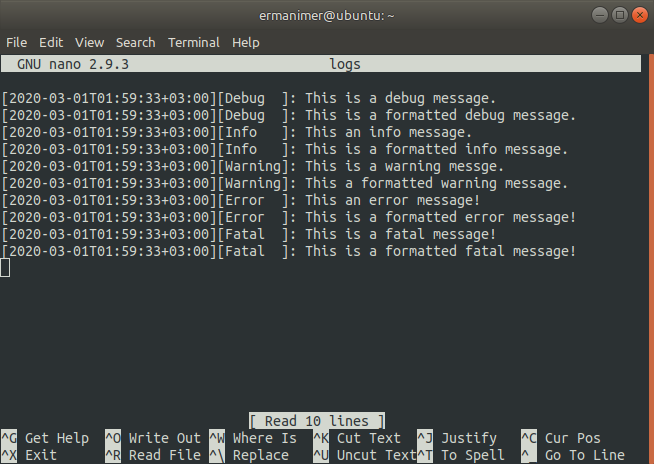 ermanimer@ubuntu: ~
File Edit View Search Terminal Help
GNU nano 2.9.3 logs
[2020-03-01T01:59:33+03:00][Debug  ]: This is a debug message.
[2020-03-01T01:59:33+03:00][Debug  ]: This is a formatted debug message.
[2020-03-01T01:59:33+03:00][Info   ]: This an info message.
[2020-03-01T01:59:33+03:00][Info   ]: This is a formatted info message.
[2020-03-01T01:59:33+03:00][Warning]: This is a warning messge.
[2020-03-01T01:59:33+03:00][Warning]: This a formatted warning message.
[2020-03-01T01:59:33+03:00][Error  ]: This an error message!
[2020-03-01T01:59:33+03:00][Error  ]: This is a formatted error message!
[2020-03-01T01:59:33+03:00][Fatal  ]: This is a fatal message!
[2020-03-01T01:59:33+03:00][Fatal  ]: This is a formatted fatal message!
[ Read 10 lines ]
^G Get Help ^O Write Out ^W Where Is ^K Cut Text ^J Justify ^C Cur Pos
^X Exit ^R Read File ^\ Replace ^U Uncut Text ^T To Spell ^_ Go To Line